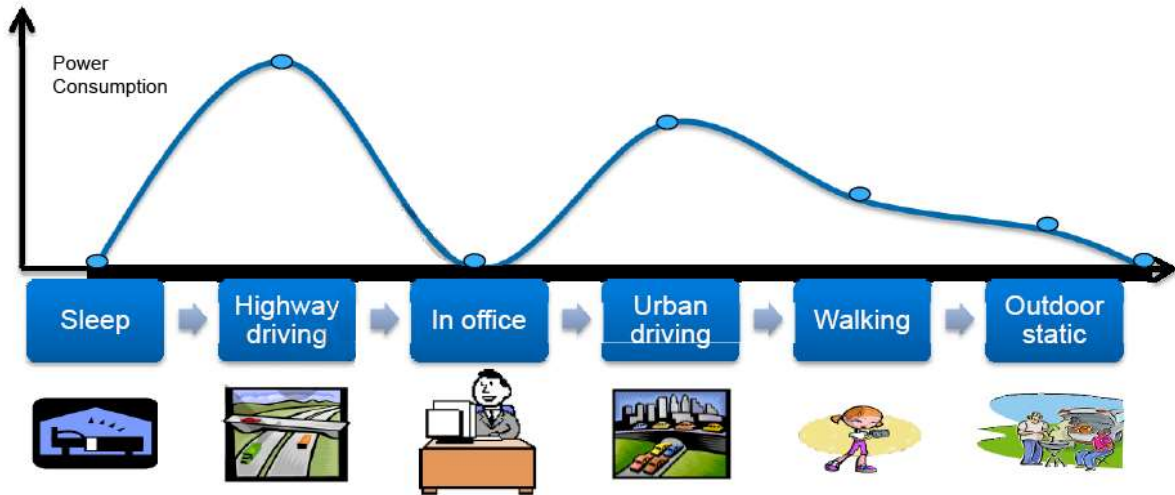 Power
Consumption
Sleep
Highway
driving
In office
Urban
driving
Walking
Outdoor
static